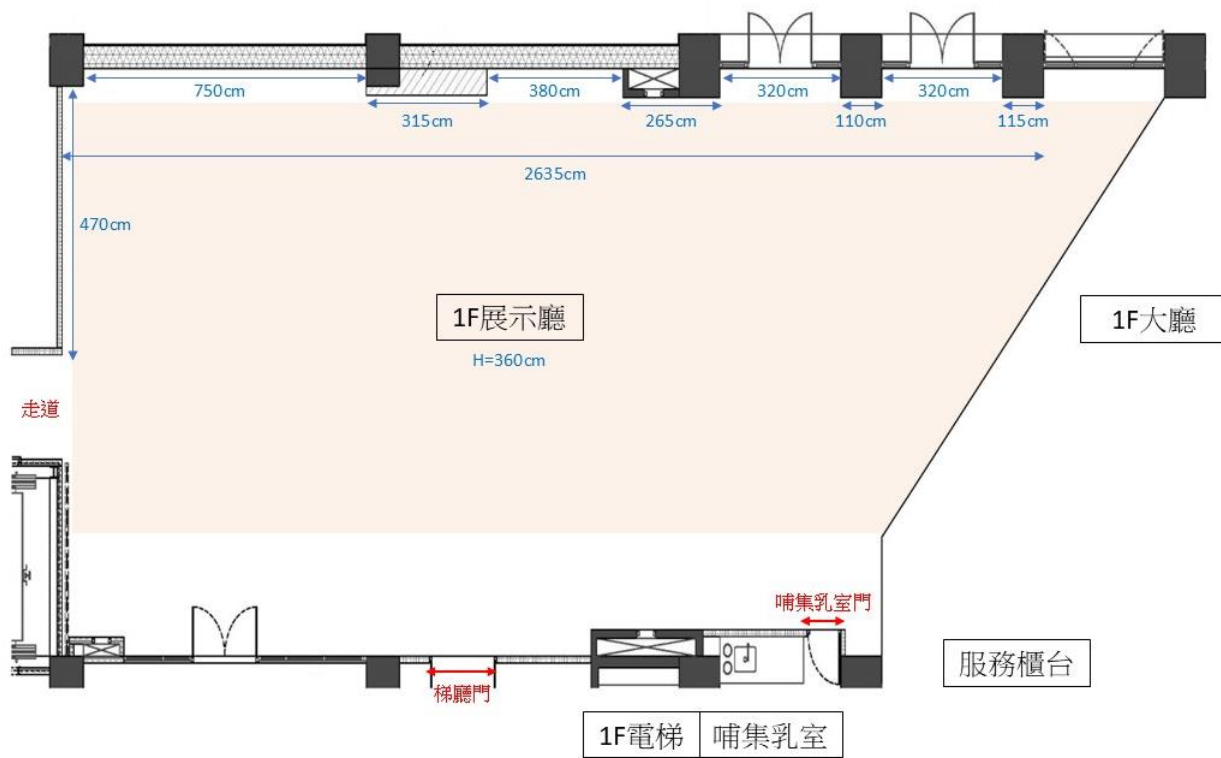 750cm
380cm
320cm
320cm
315cm
265cm
110cm
115cm
2635cm
470cm
1F展示廳
1F大廳
H=360cm
走道
哺集乳室門
服務櫃台
梯廳門
1F電梯
哺集乳室